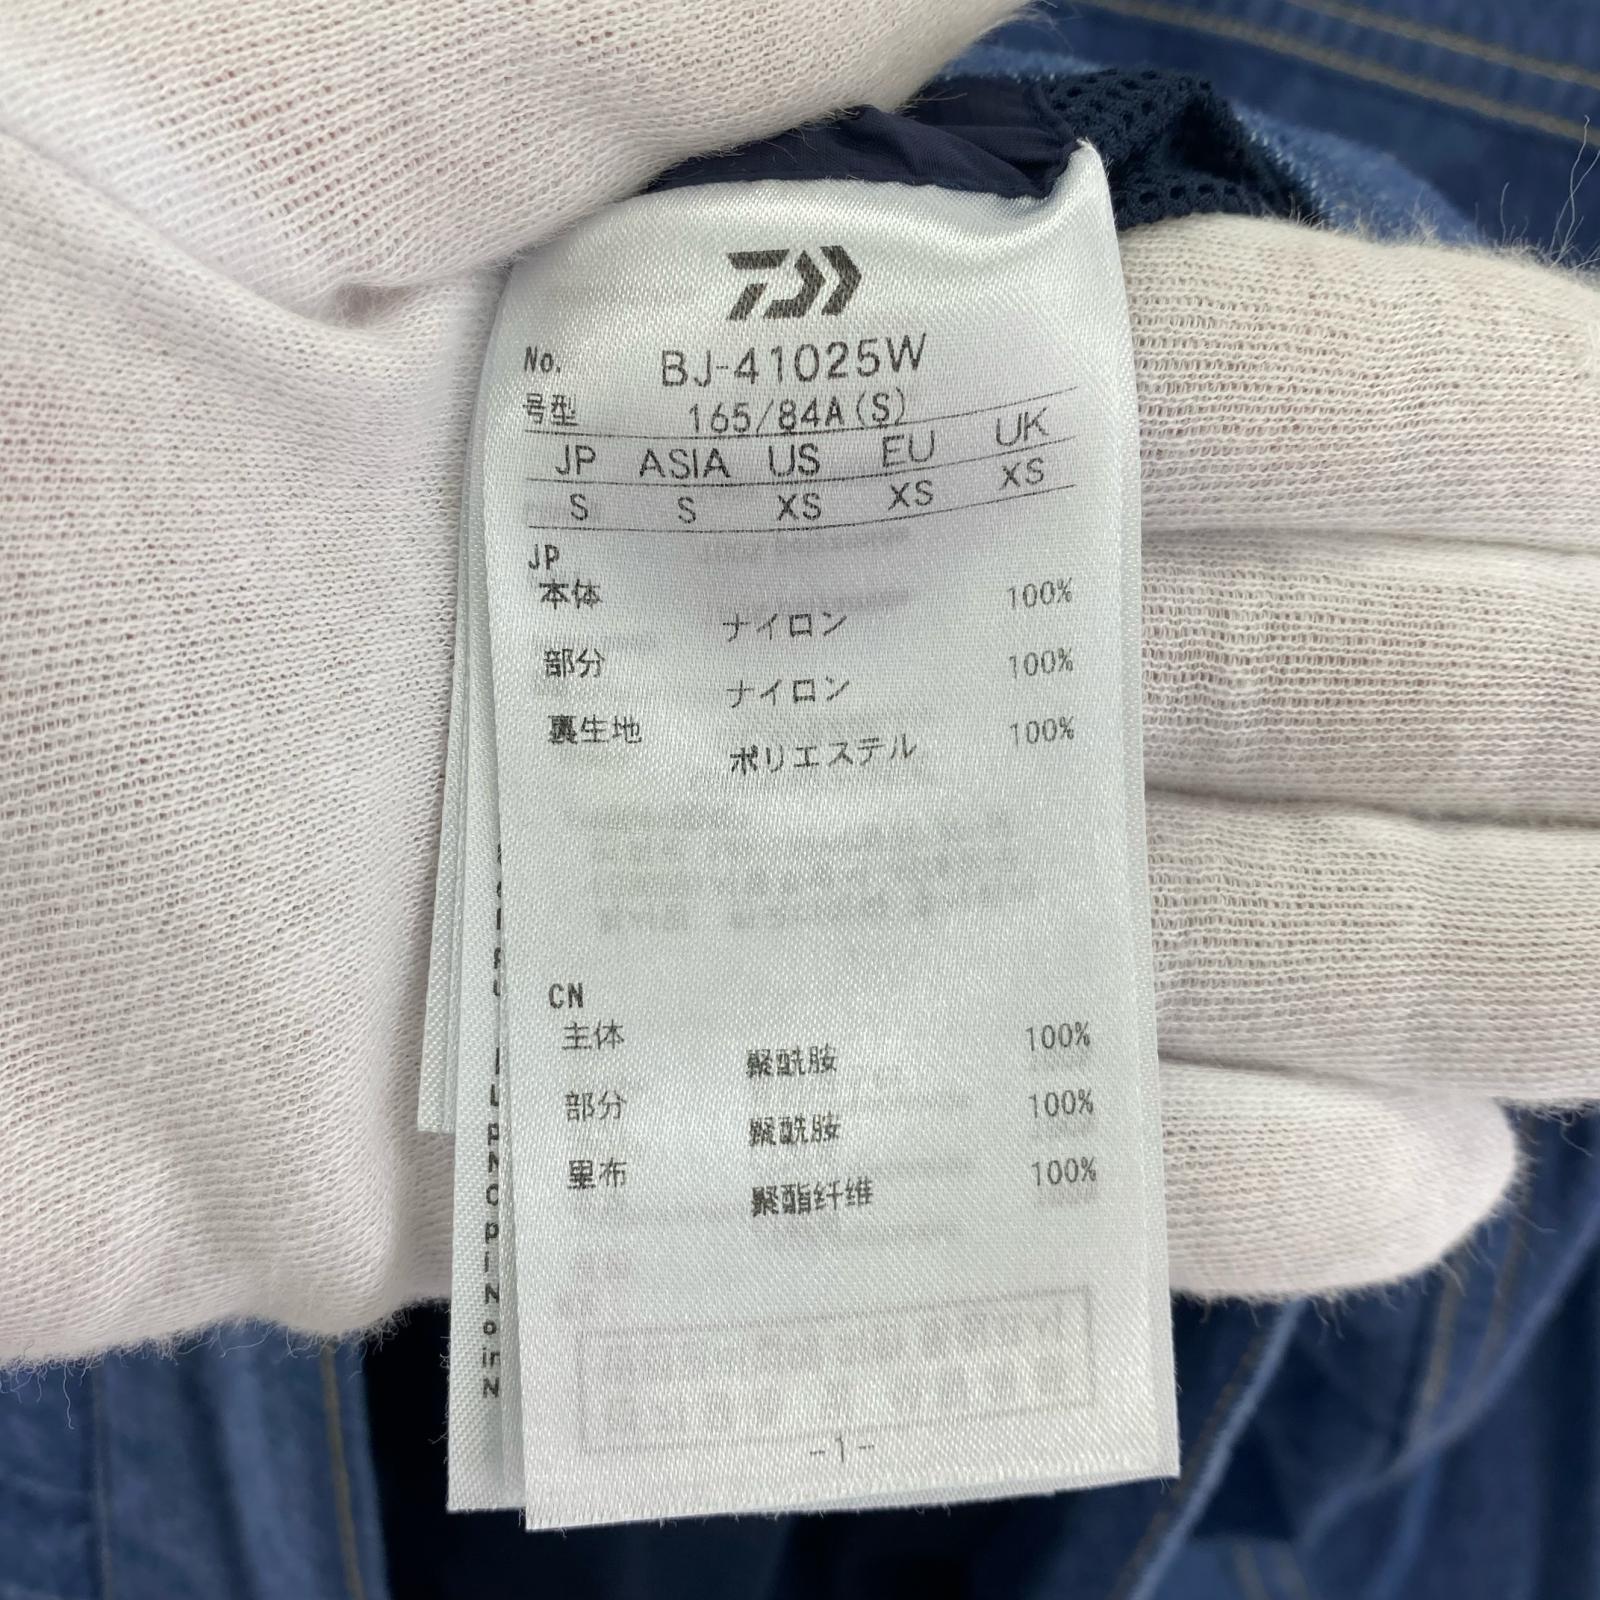 No. BJ-41025W
号型 165/84A(S)
JP ASIA US EU UK
S S XS XS XS
JP
本体
ナイロン 100%
部分
ナイロン 100%
裏生地
ポリエステル 100%
CN
主体
聚酰胺 100%
部分
聚酰胺 100%
里布
聚酯纤维 100%
-1-